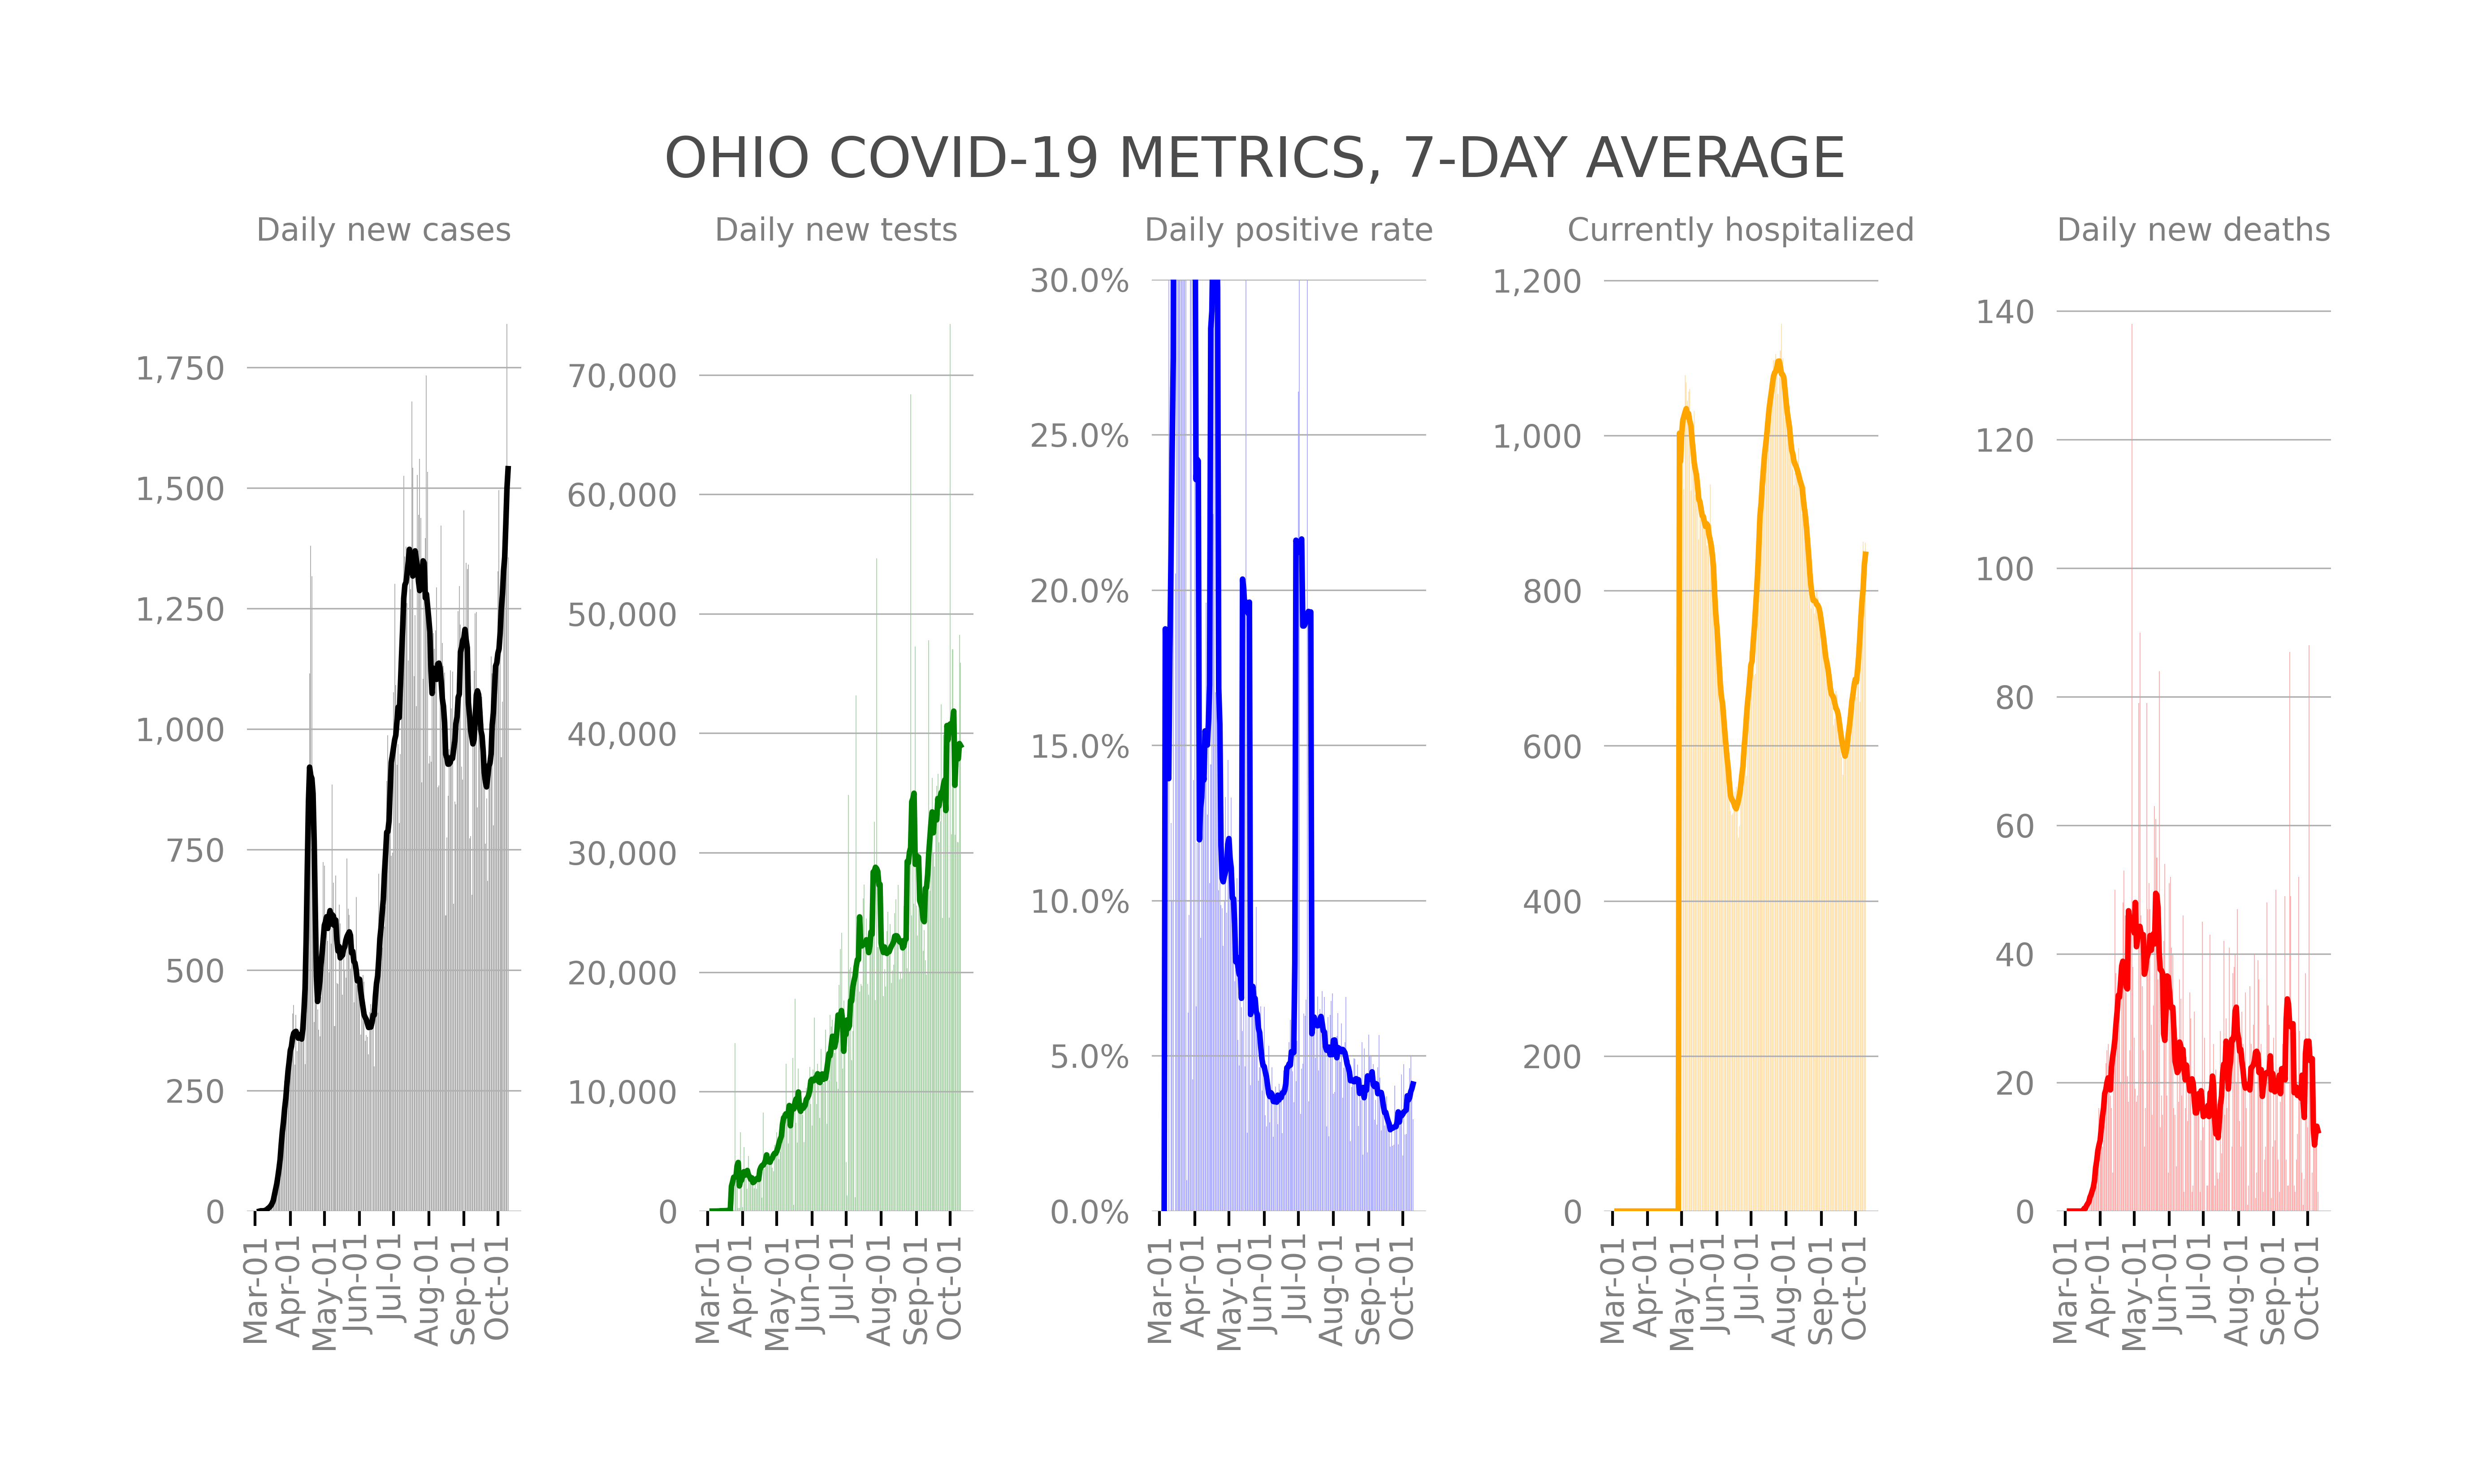 OHIO COVID-19 METRICS, 7-DAY AVERAGE
Daily new cases
1,750
1,500
1,250
1,000
750
500
250
0
Mar-01
Apr-01
May-01
Jun-01
Jul-01
Aug-01
Sep-01
Oct-01
Daily new tests
70,000
60,000
50,000
40,000
30,000
20,000
10,000
0
Mar-01
Apr-01
May-01
Jun-01
Jul-01
Aug-01
Sep-01
Oct-01
Daily positive rate
30.0%
25.0%
20.0%
15.0%
10.0%
5.0%
0.0%
Mar-01
Apr-01
May-01
Jun-01
Jul-01
Aug-01
Sep-01
Oct-01
Currently hospitalized
1,200
1,000
800
600
400
200
0
Mar-01
Apr-01
May-01
Jun-01
Jul-01
Aug-01
Sep-01
Oct-01
Daily new deaths
140
120
100
80
60
40
20
0
Mar-01
Apr-01
May-01
Jun-01
Jul-01
Aug-01
Sep-01
Oct-01